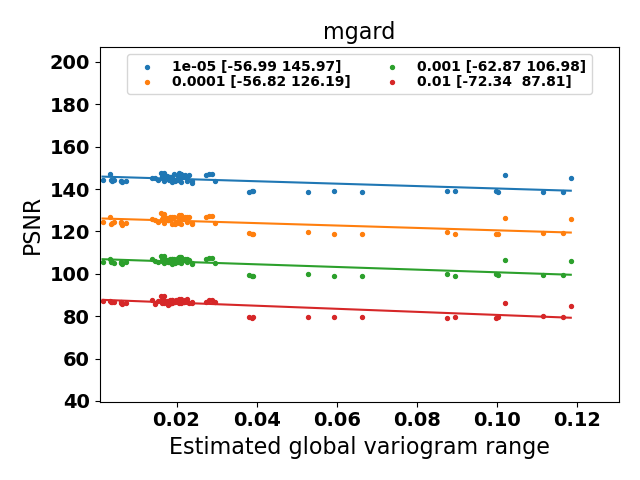 mgard
1e-05 [-56.99 145.97]
0.0001 [-56.82 126.19]
0.001 [-62.87 106.98]
0.01 [-72.34  87.81]
PSNR
200
180
160
140
120
100
80
60
40
0.02 0.04 0.06 0.08 0.10 0.12
Estimated global variogram range